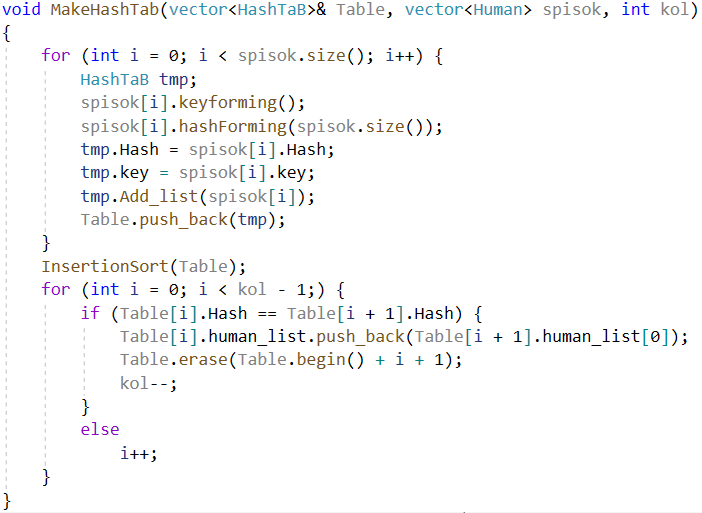 void MakeHashTab(vector<HashTaB>& Table, vector<Human> spisok, int kol)
{
    for (int i = 0; i < spisok.size(); i++) {
        HashTaB tmp;
        spisok[i].keyforming();
        spisok[i].hashForming(spisok.size());
        tmp.Hash = spisok[i].Hash;
        tmp.key = spisok[i].key;
        tmp.Add_list(spisok[i]);
        Table.push_back(tmp);
    }
    InsertionSort(Table);
    for (int i = 0; i < kol - 1;) {
        if (Table[i].Hash == Table[i + 1].Hash) {
            Table[i].human_list.push_back(Table[i + 1].human_list[0]);
            Table.erase(Table.begin() + i + 1);
            kol--;
        }
        else
            i++;
    }
}